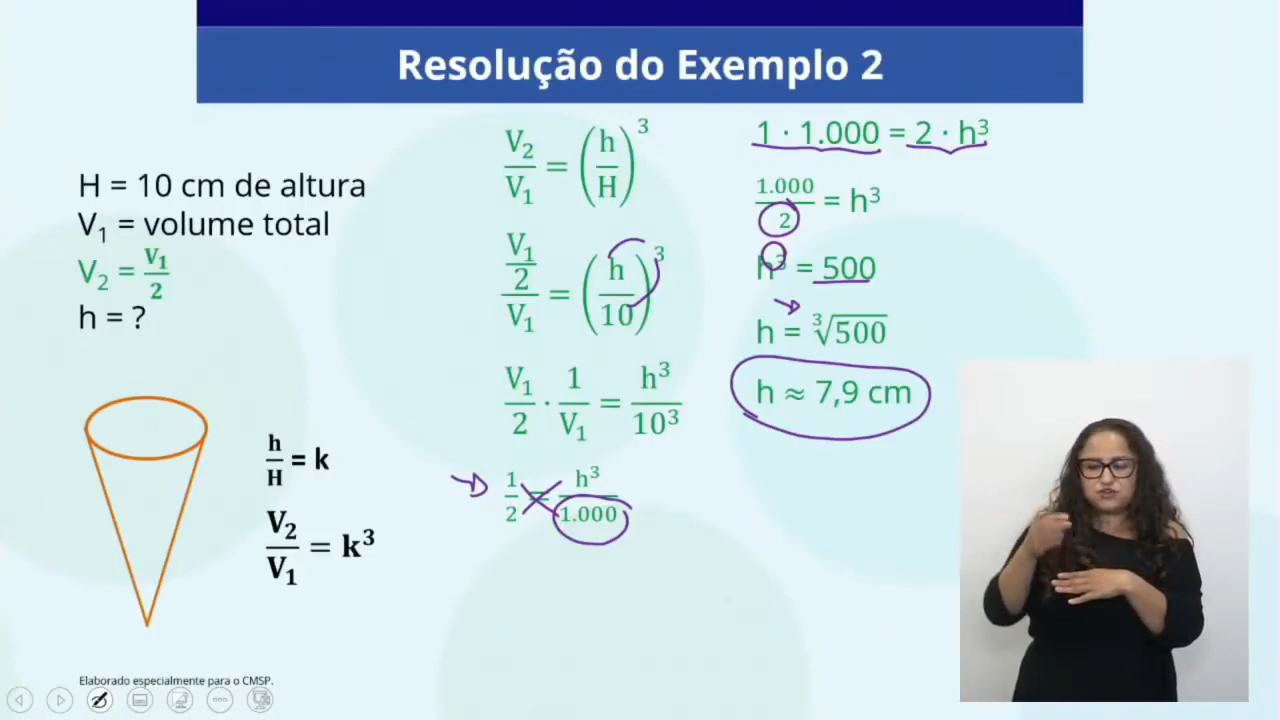 Resolução do Exemplo 2
H = 10 cm de altura
V₁ = volume total
V₂ = V₁/2
h = ?
h/H = k
V₂/V₁ = k³
V₂/V₁ = (h/H)³
(V₁/2)/V₁ = (h/10)³
V₁/2 · 1/V₁ = h³/10³
1/2 = h³/1.000
1 · 1.000 = 2 · h³
1.000/2 = h³
h³ = 500
h = ³√500
h ≈ 7,9 cm
Elaborado especialmente para o CMSP.